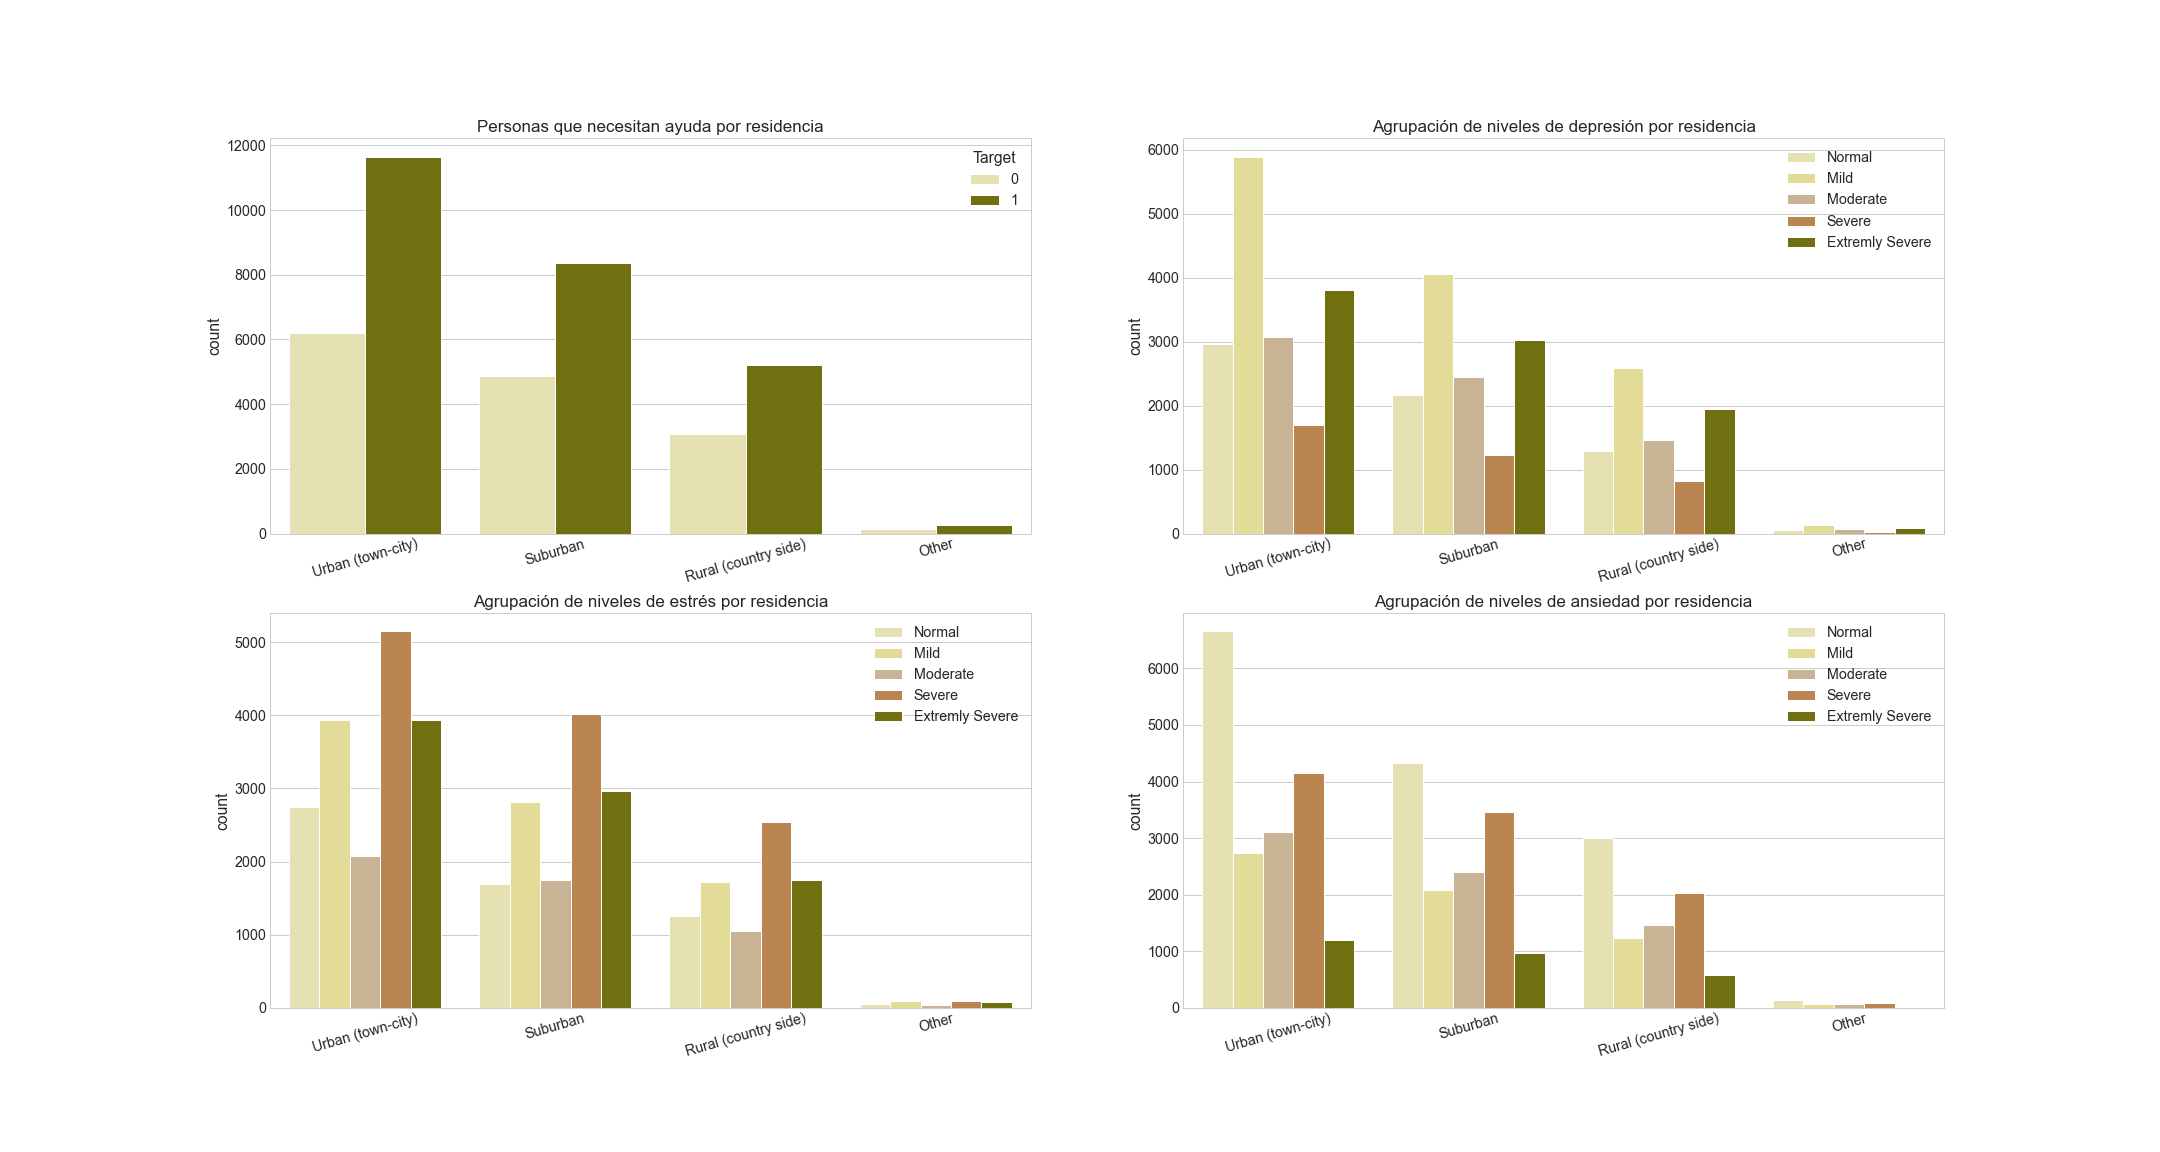 Personas que necesitan ayuda por residencia
12000
10000
8000
6000
4000
2000
0
count
Target
0
1
Urban (town-city)
Suburban
Rural (country side)
Other
Agrupación de niveles de depresión por residencia
6000
5000
4000
3000
2000
1000
0
count
Normal
Mild
Moderate
Severe
Extremly Severe
Urban (town-city)
Suburban
Rural (country side)
Other
Agrupación de niveles de estrés por residencia
5000
4000
3000
2000
1000
0
count
Normal
Mild
Moderate
Severe
Extremly Severe
Urban (town-city)
Suburban
Rural (country side)
Other
Agrupación de niveles de ansiedad por residencia
6000
5000
4000
3000
2000
1000
0
count
Normal
Mild
Moderate
Severe
Extremly Severe
Urban (town-city)
Suburban
Rural (country side)
Other